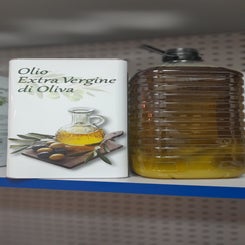 Olio
Extra Vergine
di Oliva